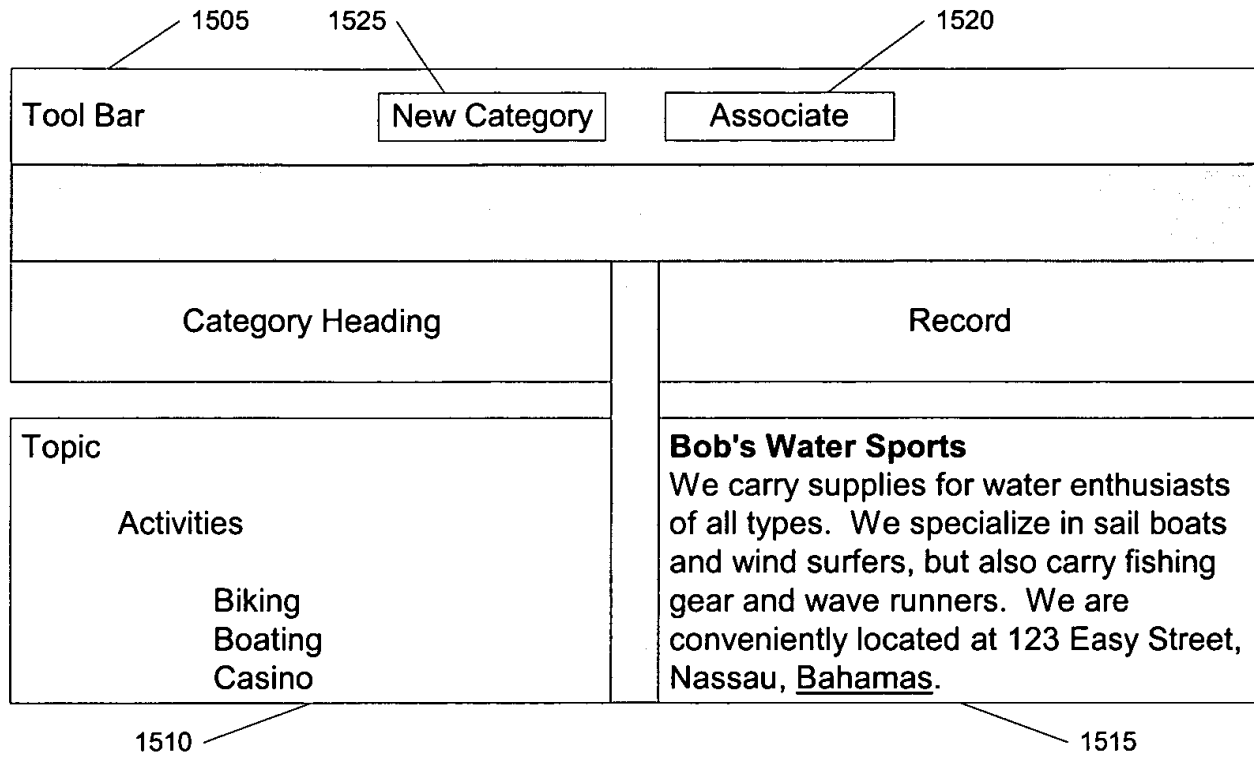 1505
1525
1520
Tool Bar
New Category
Associate
Category Heading
Record
Topic
Activities
Biking
Boating
Casino
Bob's Water Sports
We carry supplies for water enthusiasts
of all types. We specialize in sail boats
and wind surfers, but also carry fishing
gear and wave runners. We are
conveniently located at 123 Easy Street,
Nassau, Bahamas.
1510
1515